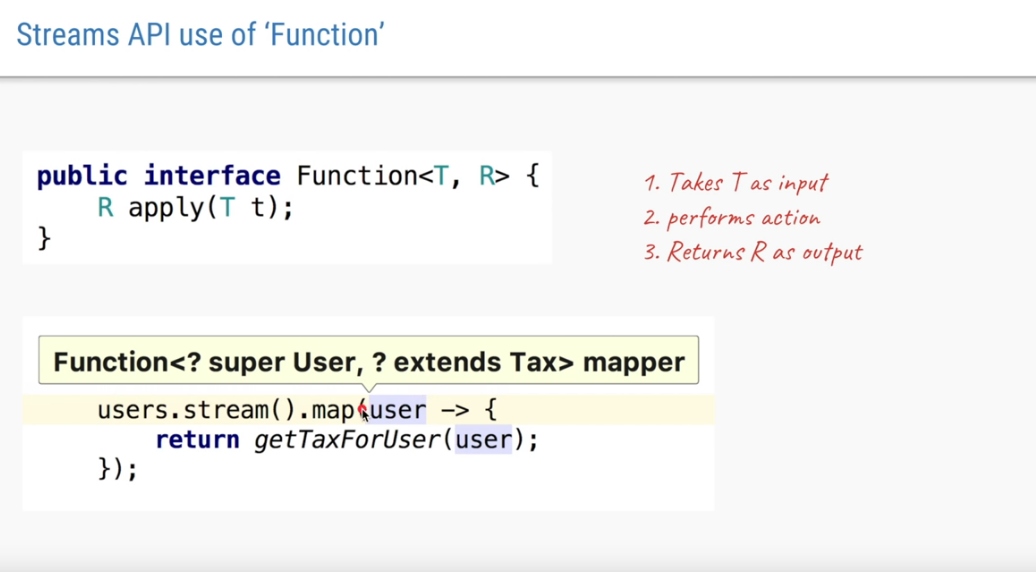 Streams API use of ‘Function’
public interface Function<T, R> {
    R apply(T t);
}
1. Takes T as input
2. performs action
3. Returns R as output
Function<? super User, ? extends Tax> mapper
users.stream().map(user -> {
    return getTaxForUser(user);
});